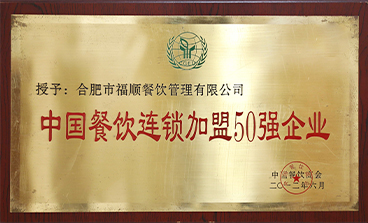 授予：合肥市福顺餐饮管理有限公司
中国餐饮连锁加盟50强企业
中国餐饮商会
二〇一二年六月